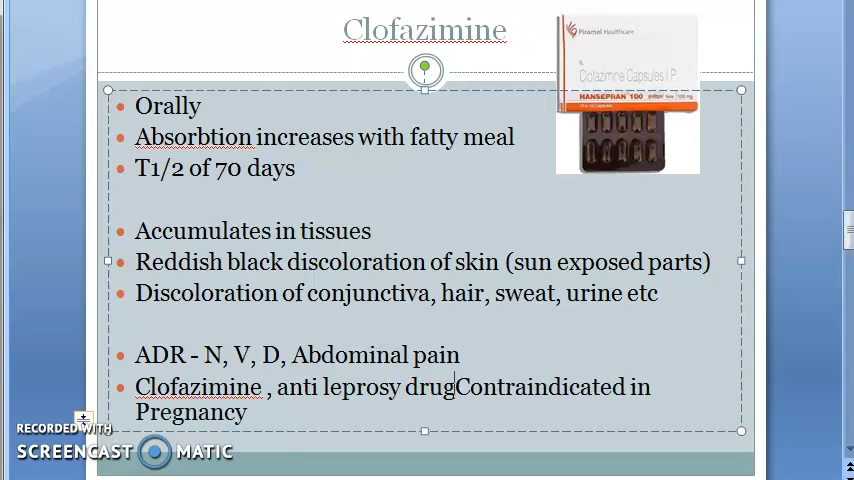 Clofazimine
Piramal Healthcare
Clofazimine Capsules I.P
HANSEPRAN 100
100 mg
Orally
Absorbtion increases with fatty meal
T1/2 of 70 days
Accumulates in tissues
Reddish black discoloration of skin (sun exposed parts)
Discoloration of conjunctiva, hair, sweat, urine etc
ADR - N, V, D, Abdominal pain
Clofazimine , anti leprosy drugContraindicated in
Pregnancy
RECORDED WITH
SCREENCAST MATIC